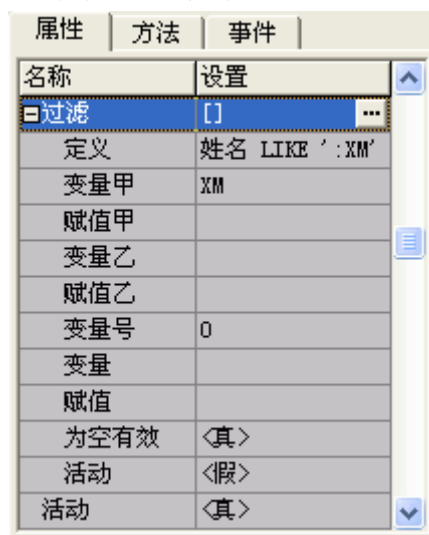 属性 方法 事件
名称 设置
过滤 []
定义 姓名 LIKE ':XM'
变量甲 XM
赋值甲
变量乙
赋值乙
变量号 0
变量
赋值
为空有效 <真>
活动 <假>
活动 <真>